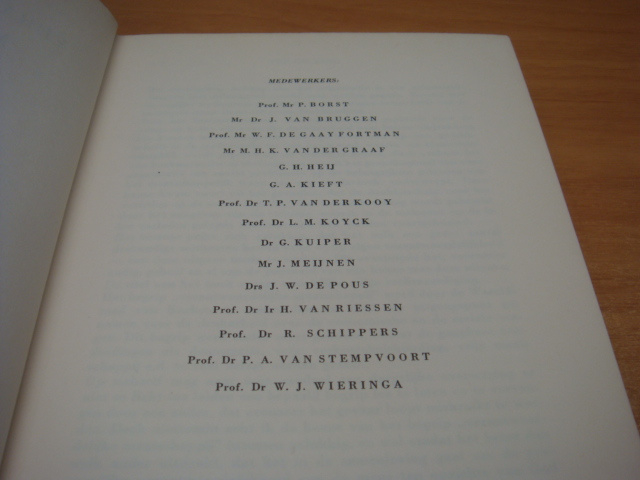 MEDEWERKERS:
Prof. Mr P. BORST
Mr Dr J. VAN BRUGGEN
Prof. Mr W. F. DE GAAY FORTMAN
Mr M. H. K. VAN DER GRAAF
G. H. HEIJ
G. A. KIEFT
Prof. Dr T. P. VAN DER KOOY
Prof. Dr L. M. KOYCK
Dr G. KUIPER
Mr J. MEIJNEN
Drs J. W. DE POUS
Prof. Dr Ir H. VAN RIESSEN
Prof. Dr R. SCHIPPERS
Prof. Dr P. A. VAN STEMPVOORT
Prof. Dr W. J. WIERINGA